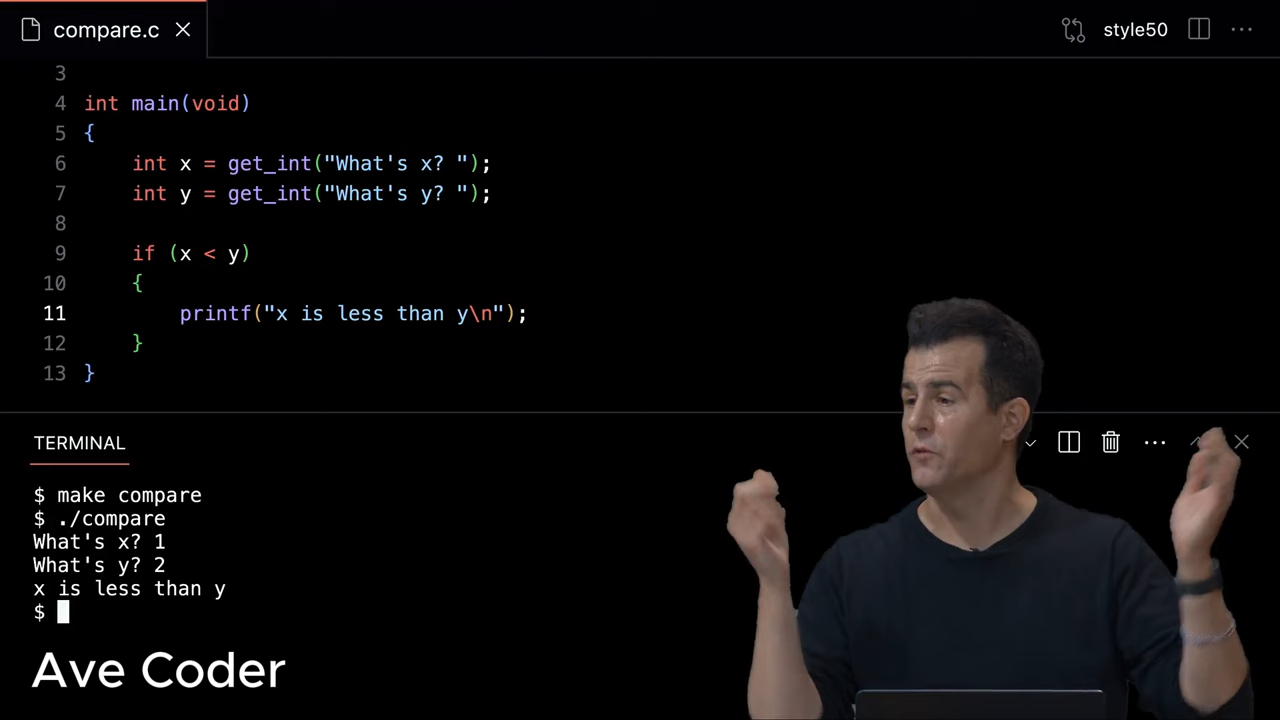 compare.c
style50
3
4 int main(void)
5 {
6 int x = get_int("What's x? ");
7 int y = get_int("What's y? ");
8
9 if (x < y)
10 {
11 printf("x is less than y\n");
12 }
13 }
TERMINAL
$ make compare
$ ./compare
What's x? 1
What's y? 2
x is less than y
$
Ave Coder